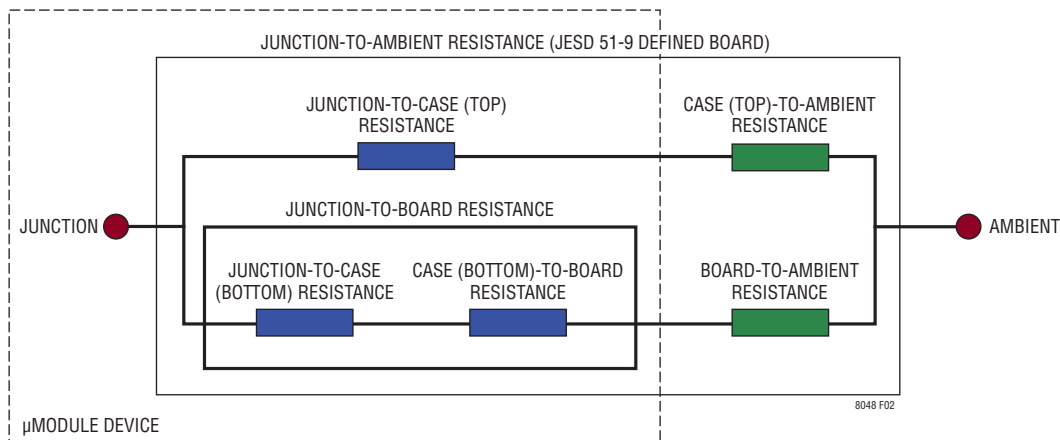 JUNCTION-TO-AMBIENT RESISTANCE (JESD 51-9 DEFINED BOARD)
JUNCTION-TO-CASE (TOP)
RESISTANCE
CASE (TOP)-TO-AMBIENT
RESISTANCE
JUNCTION
JUNCTION-TO-BOARD RESISTANCE
AMBIENT
JUNCTION-TO-CASE
(BOTTOM) RESISTANCE
CASE (BOTTOM)-TO-BOARD
RESISTANCE
BOARD-TO-AMBIENT
RESISTANCE
8048 F02
µMODULE DEVICE